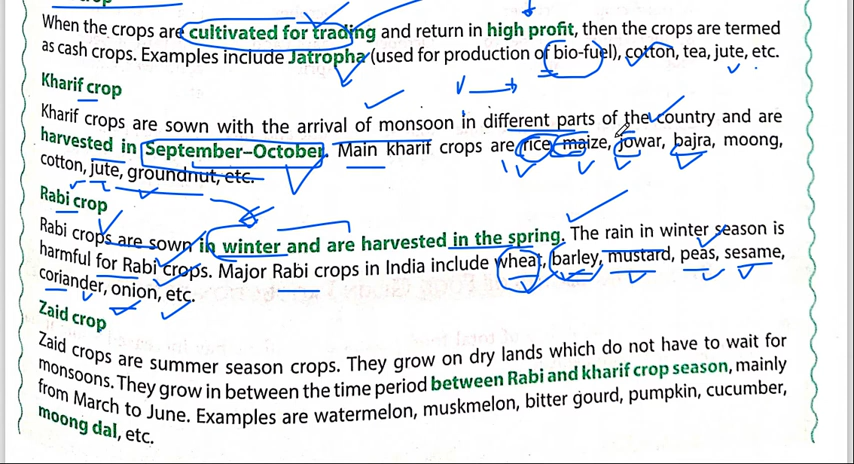 When the crops are cultivated for trading and return in high profit, then the crops are termed
as cash crops. Examples include Jatropha (used for production of bio-fuel), cotton, tea, jute, etc.
Kharif crop
Kharif crops are sown with the arrival of monsoon in different parts of the country and are
harvested in September–October. Main kharif crops are rice, maize, jowar, bajra, moong,
cotton, jute, groundnut, etc.
Rabi crop
Rabi crops are sown in winter and are harvested in the spring. The rain in winter season is
harmful for Rabi crops. Major Rabi crops in India include wheat, barley, mustard, peas, sesame,
coriander, onion, etc.
Zaid crop
Zaid crops are summer season crops. They grow on dry lands which do not have to wait for
monsoons. They grow in between the time period between Rabi and kharif crop season, mainly
from March to June. Examples are watermelon, muskmelon, bitter gourd, pumpkin, cucumber,
moong dal, etc.